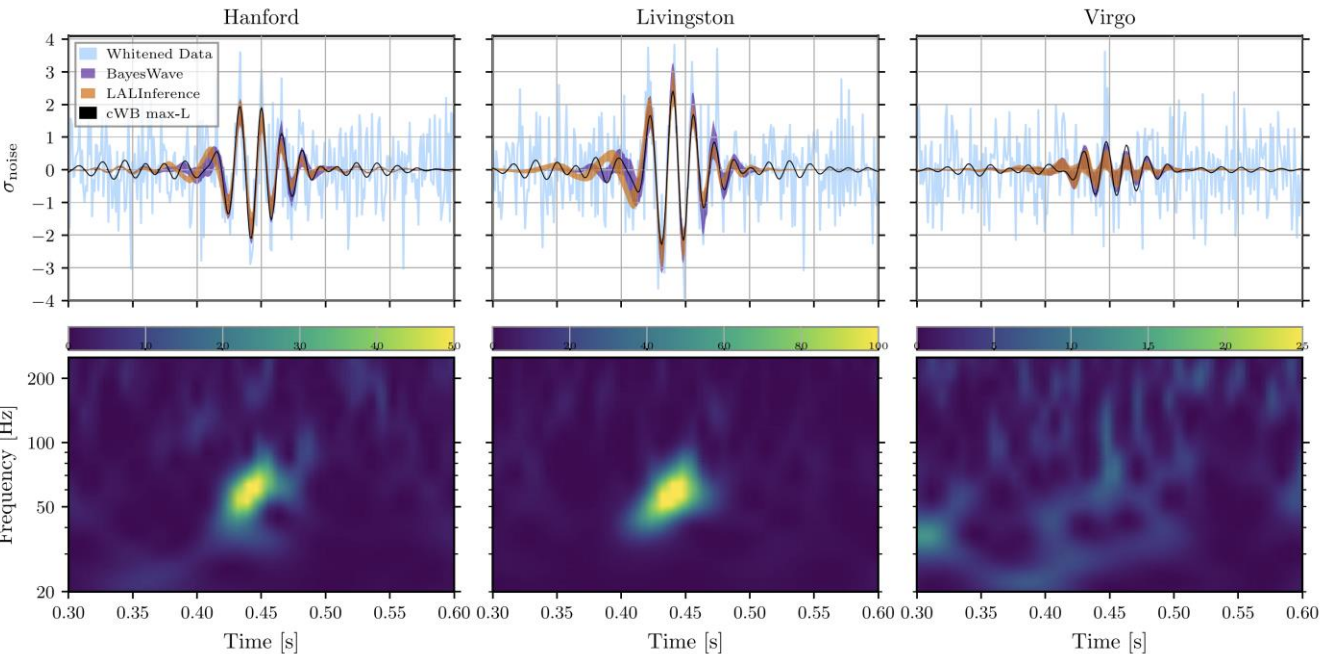 Hanford Livingston Virgo
Whitened Data
BayesWave
LALInference
cWB max-L
4
3
2
1
0
−1
−2
−3
−4
σnoise
0 10 20 30 40 50
0 20 40 60 80 100
0 5 10 15 20 25
200
100
50
20
Frequency [Hz]
0.30 0.35 0.40 0.45 0.50 0.55 0.60 0.30 0.35 0.40 0.45 0.50 0.55 0.60 0.30 0.35 0.40 0.45 0.50 0.55 0.60
Time [s] Time [s] Time [s]